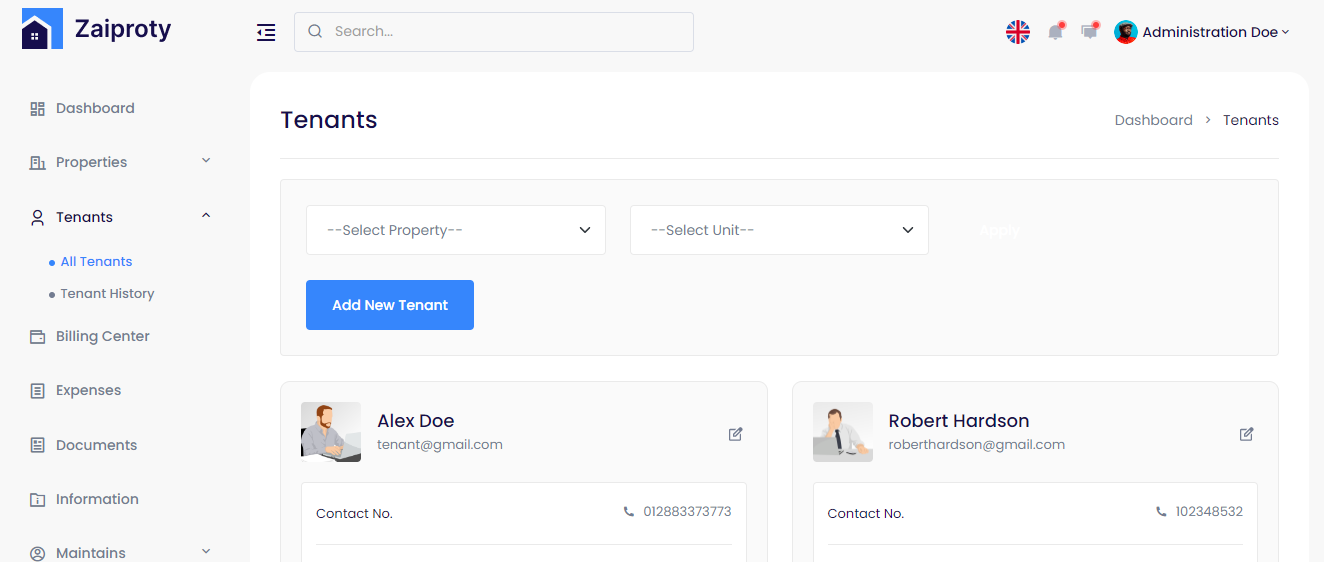 Zaiproty
Search...
Administration Doe
Dashboard
Properties
Tenants
All Tenants
Tenant History
Billing Center
Expenses
Documents
Information
Maintains
Tenants
Dashboard > Tenants
--Select Property--
--Select Unit--
Apply
Add New Tenant
Alex Doe
tenant@gmail.com
Contact No.
012883373773
Robert Hardson
roberthardson@gmail.com
Contact No.
102348532